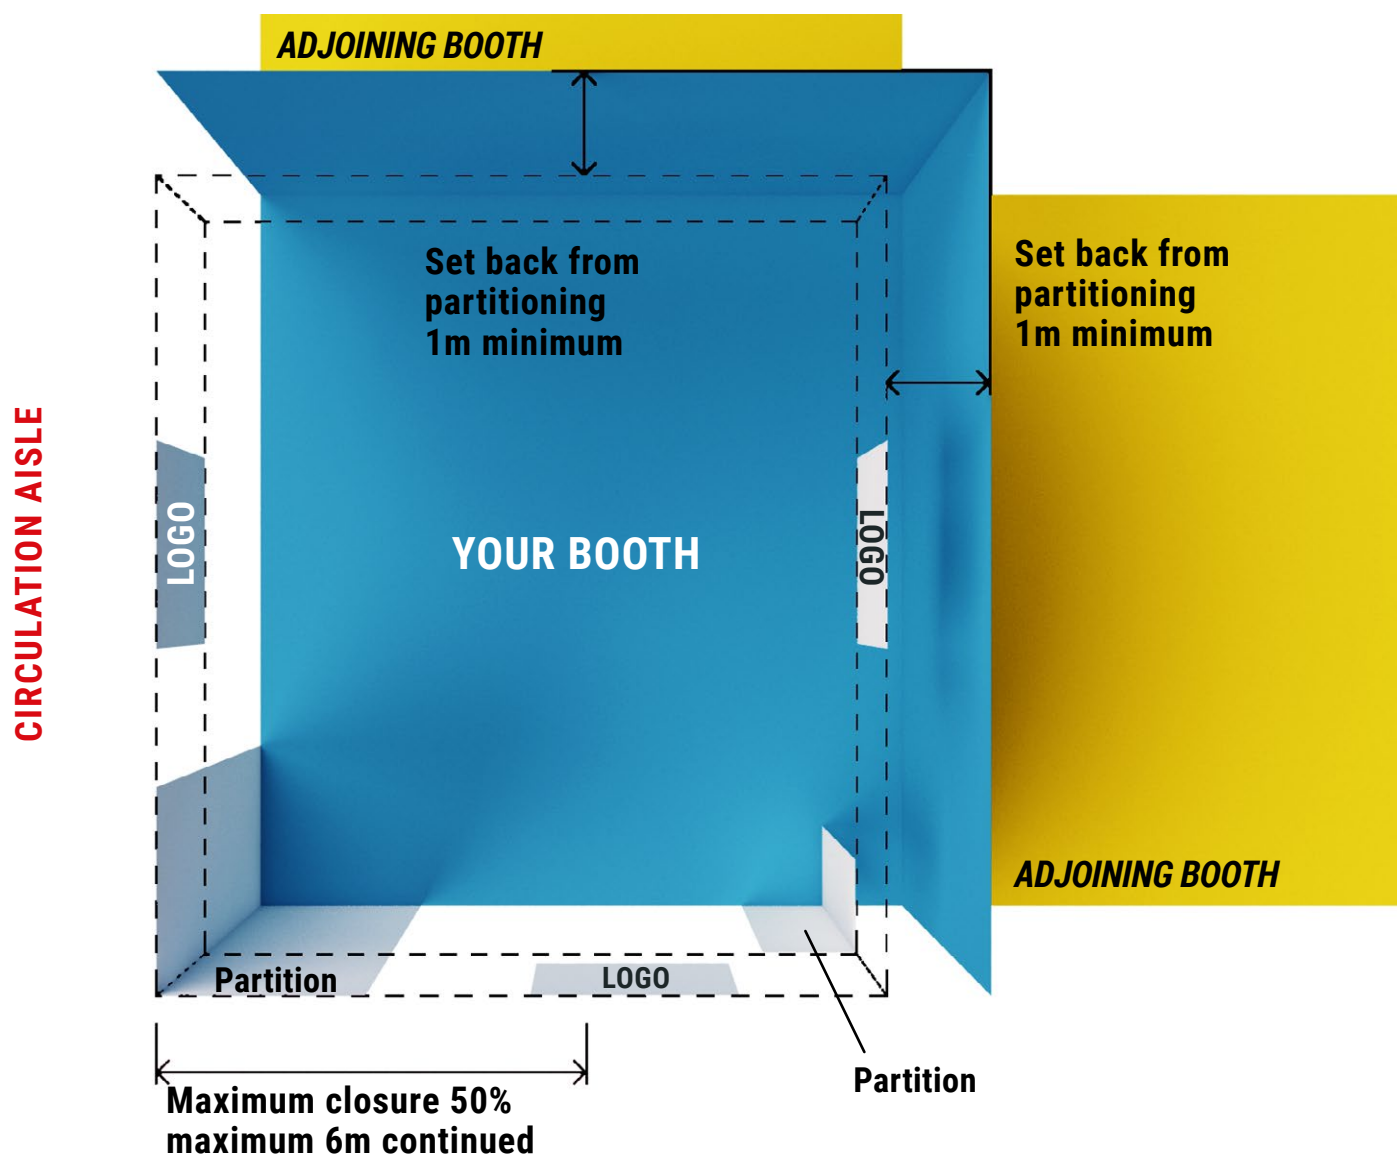 ADJOINING BOOTH
Set back from
partitioning
1m minimum
Set back from
partitioning
1m minimum
CIRCULATION AISLE
LOGO
YOUR BOOTH
LOGO
ADJOINING BOOTH
Partition
LOGO
Partition
Maximum closure 50%
maximum 6m continued